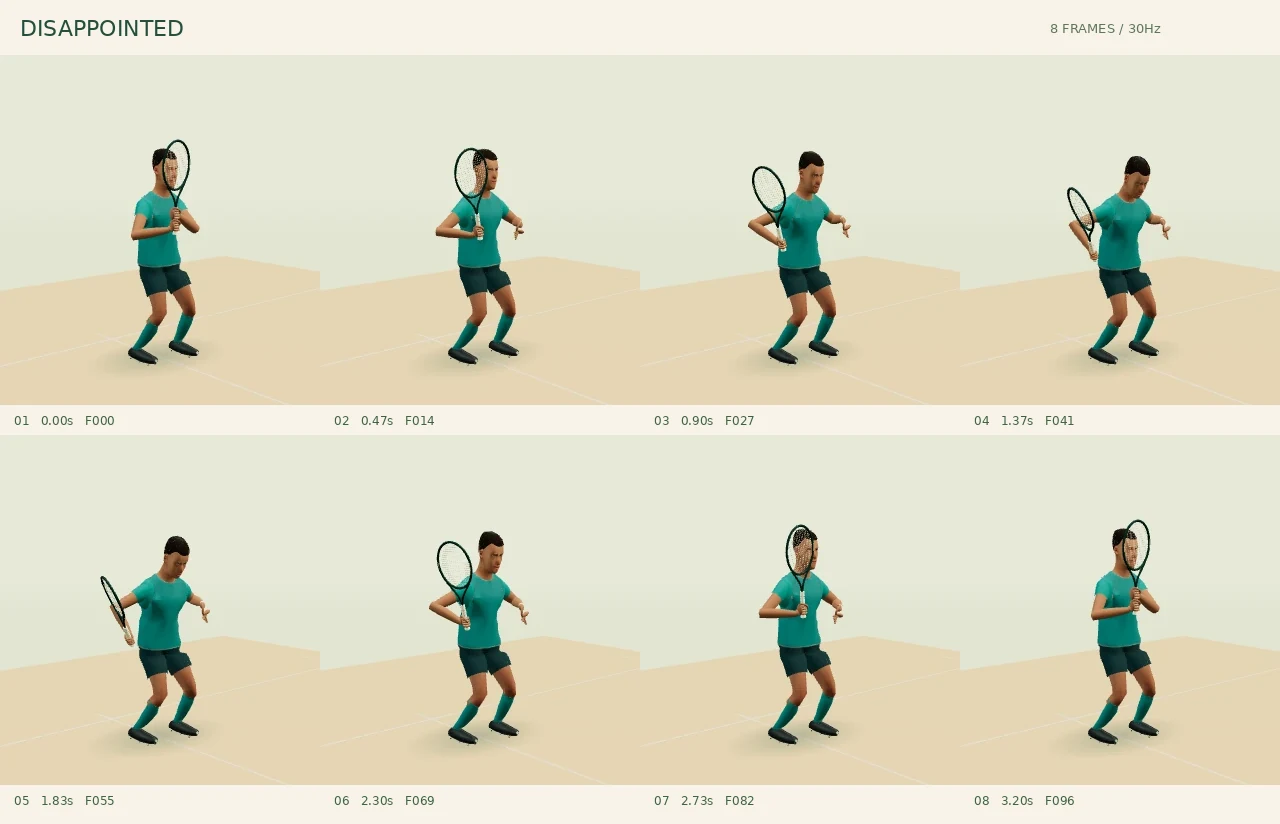 DISAPPOINTED
8 FRAMES / 30Hz
01 0.00s F000
02 0.47s F014
03 0.90s F027
04 1.37s F041
05 1.83s F055
06 2.30s F069
07 2.73s F082
08 3.20s F096